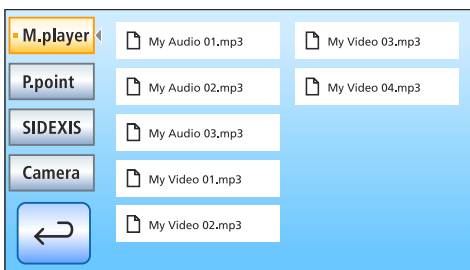 M.player
P.point
SIDEXIS
Camera
My Audio 01.mp3
My Audio 02.mp3
My Audio 03.mp3
My Video 01.mp3
My Video 02.mp3
My Video 03.mp3
My Video 04.mp3